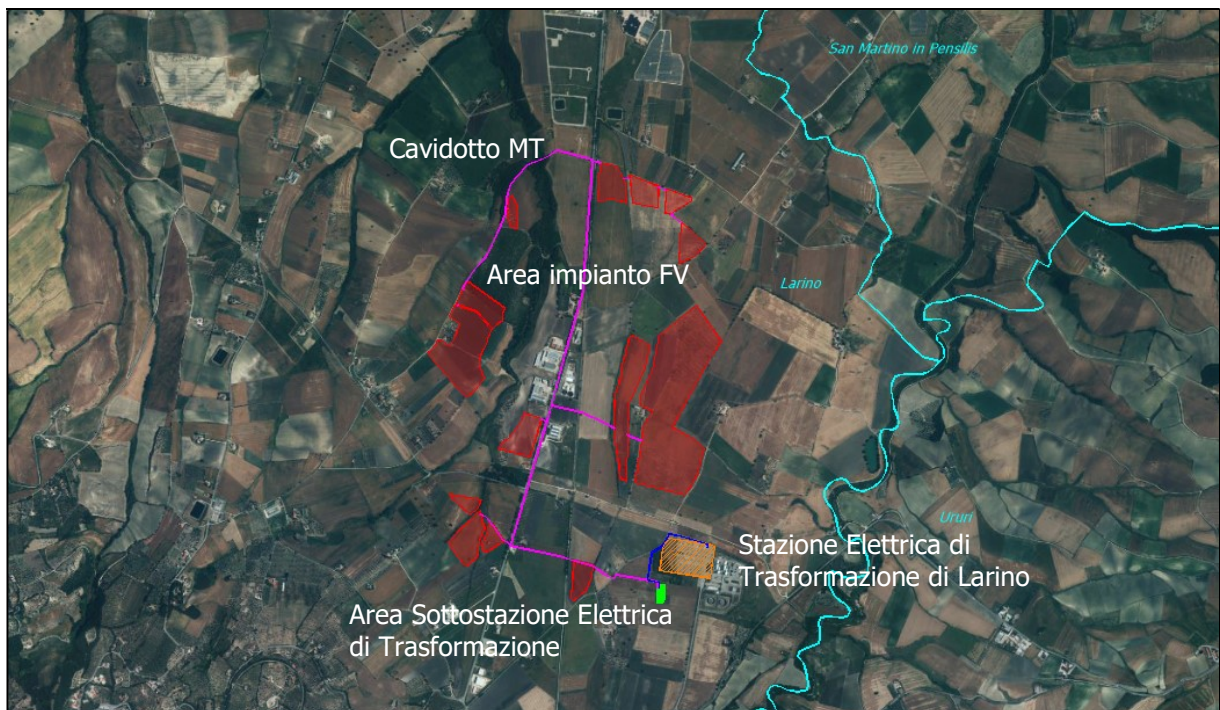 San Martino in Pensilis
Cavidotto MT
Area impianto FV
Larino
Ururi
Stazione Elettrica di
Trasformazione di Larino
Area Sottostazione Elettrica
di Trasformazione